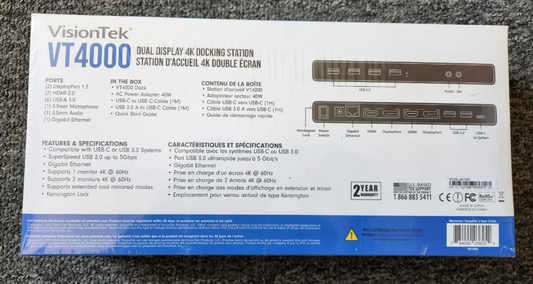 VisionTek
VT4000
DUAL DISPLAY 4K DOCKING STATION
STATION D'ACCUEIL 4K DOUBLE ÉCRAN
PORTS
(2) DisplayPort 1.2
(2) HDMI 2.0
(6) USB-A 3.0
(1) 3.5mm Microphone
(1) 3.5mm Audio
(1) Gigabit Ethernet
IN THE BOX
• VT4000 Dock
• AC Power Adapter 40W
• USB-C to USB-C Cable (1M)
• USB 3.0 A to USB-C Cable (1M)
• Quick Start Guide
CONTENU DE LA BOÎTE
• Station d'accueil VT4000
• Adaptateur secteur 40W
• Câble USB-C vers USB-C (1m)
• Câble USB 3.0 A vers USB-C (1m)
• Guide de démarrage rapide
USB 3.0
Audio
Mic
Kensington Lock
Power Switch
Gigabit Ethernet
HDMI
DisplayPort
HDMI
DisplayPort
USB 3.0
USB-C to System
FEATURES & SPECIFICATIONS
• Compatible with USB-C or USB 3.0 Systems
• SuperSpeed USB 3.0 up to 5Gbps
• Gigabit Ethernet
• Supports 1 monitor 4K @ 60Hz
• Supports 2 monitors 4K @ 60Hz
• Supports extended and mirrored modes
• Kensington Lock
CARACTÉRISTIQUES ET SPÉCIFICATIONS
• Compatible avec les systèmes USB-C ou USB 3.0
• Port USB 3.0 ultrarapide jusqu'à 5 Gbit/s
• Gigabit Ethernet
• Prise en charge d'un écran 4K @ 60Hz
• Prise en charge de 2 écrans 4K @ 60Hz
• Prise en charge des modes d'affichage en extension et miroir
• Emplacement pour verrou antivol de type Kensington
2 YEAR
WARRANTY
U.S.-BASED
1 866 883 5411
CE